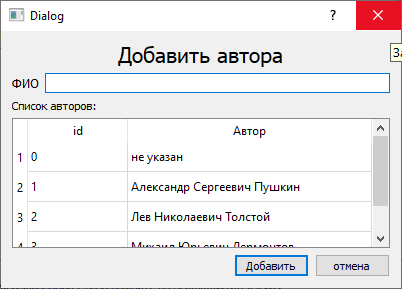 Dialog ?
За
Добавить автора
ФИО
Список авторов:
id Автор
1 0 не указан
2 1 Александр Сергеевич Пушкин
3 2 Лев Николаевич Толстой
3 Михаил Юрьевич Лермонтов
Добавить отмена